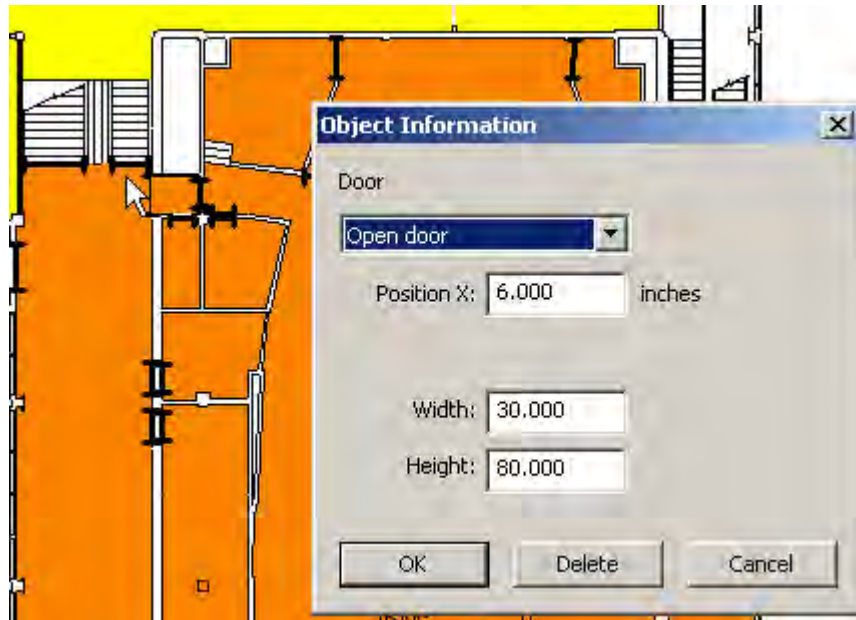 Object Information
Door
Open door
Position X: 6.000 inches
Width: 30.000
Height: 80.000
OK Delete Cancel